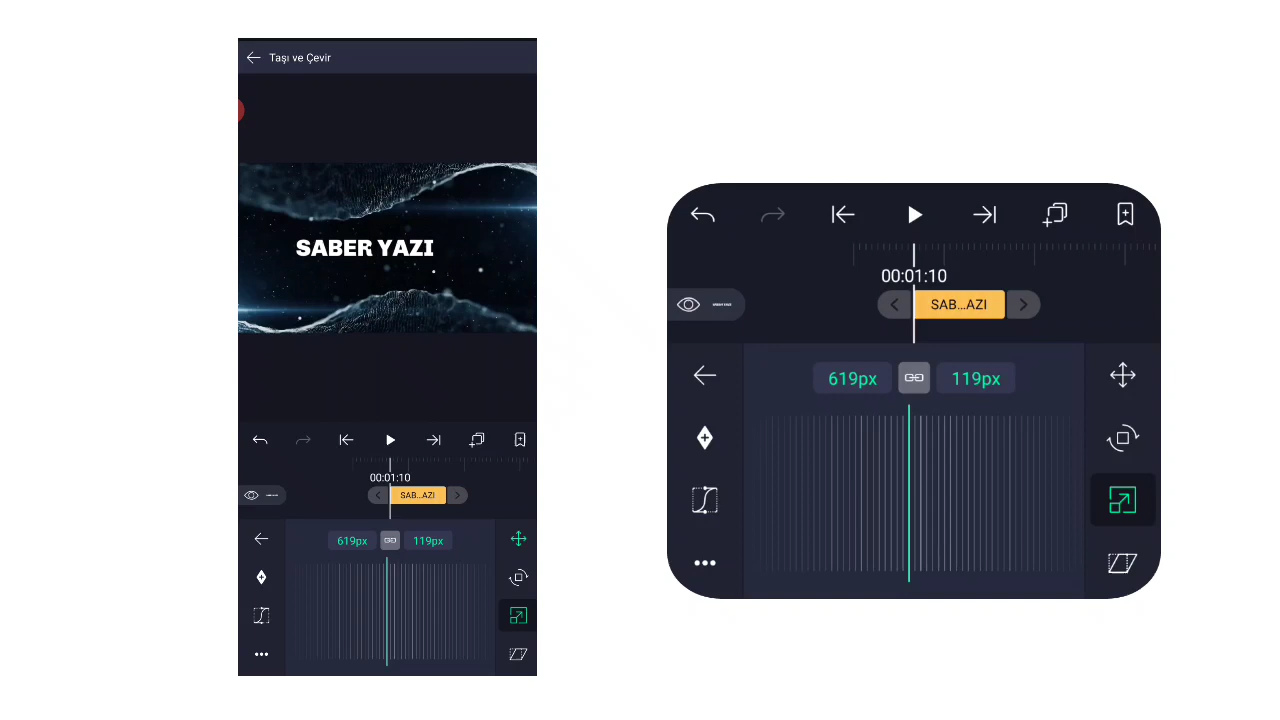 Taşı ve Çevir
SABER YAZI
00:01:10
SAB...AZI
619px
119px
00:01:10
SAB...AZI
619px
119px